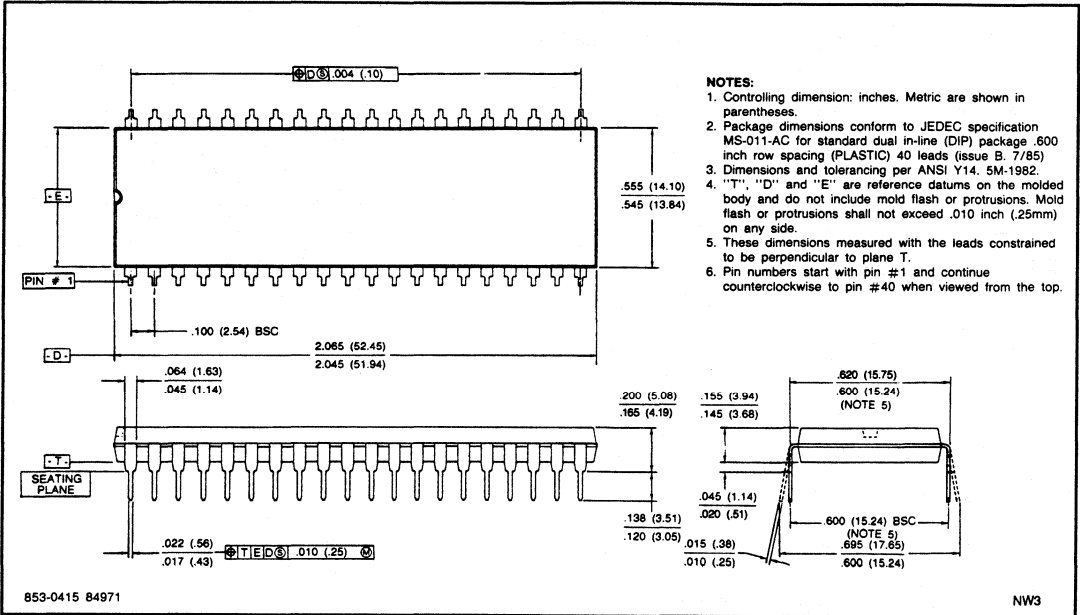 ⌖ D Ⓢ .004 (.10)
NOTES:
1. Controlling dimension: inches. Metric are shown in
parentheses.
2. Package dimensions conform to JEDEC specification
MS-011-AC for standard dual in-line (DIP) package .600
inch row spacing (PLASTIC) 40 leads (issue B. 7/85)
3. Dimensions and tolerancing per ANSI Y14. 5M-1982.
4. "T", "D" and "E" are reference datums on the molded
body and do not include mold flash or protrusions. Mold
flash or protrusions shall not exceed .010 inch (.25mm)
on any side.
5. These dimensions measured with the leads constrained
to be perpendicular to plane T.
6. Pin numbers start with pin #1 and continue
counterclockwise to pin #40 when viewed from the top.
- E -
.555 (14.10)
.545 (13.84)
PIN # 1
.100 (2.54) BSC
- D -
2.065 (52.45)
2.045 (51.94)
.064 (1.63)
.045 (1.14)
.200 (5.08)
.165 (4.19)
.155 (3.94)
.145 (3.68)
.620 (15.75)
.600 (15.24)
(NOTE 5)
- T -
SEATING
PLANE
.045 (1.14)
.020 (.51)
.138 (3.51)
.120 (3.05)
.600 (15.24) BSC
(NOTE 5)
.695 (17.65)
.600 (15.24)
.015 (.38)
.010 (.25)
.022 (.56)
.017 (.43)
⌖ T E D Ⓢ .010 (.25) Ⓜ
853-0415 84971
NW3